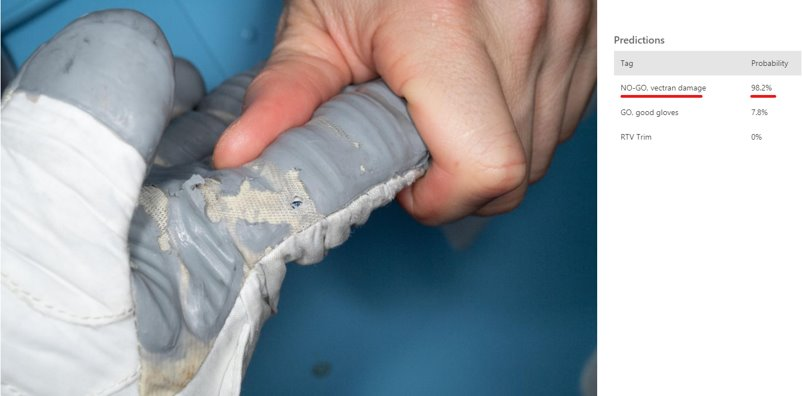 Predictions
Tag Probability
NO-GO, vectran damage 98.2%
GO, good gloves 7.8%
RTV Trim 0%